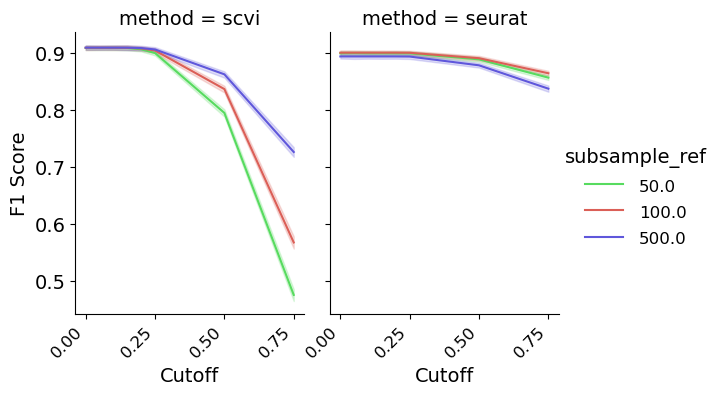 method = scvi
method = seurat
F1 Score
0.9
0.8
0.7
0.6
0.5
0.00
0.25
0.50
0.75
Cutoff
0.00
0.25
0.50
0.75
Cutoff
subsample_ref
50.0
100.0
500.0